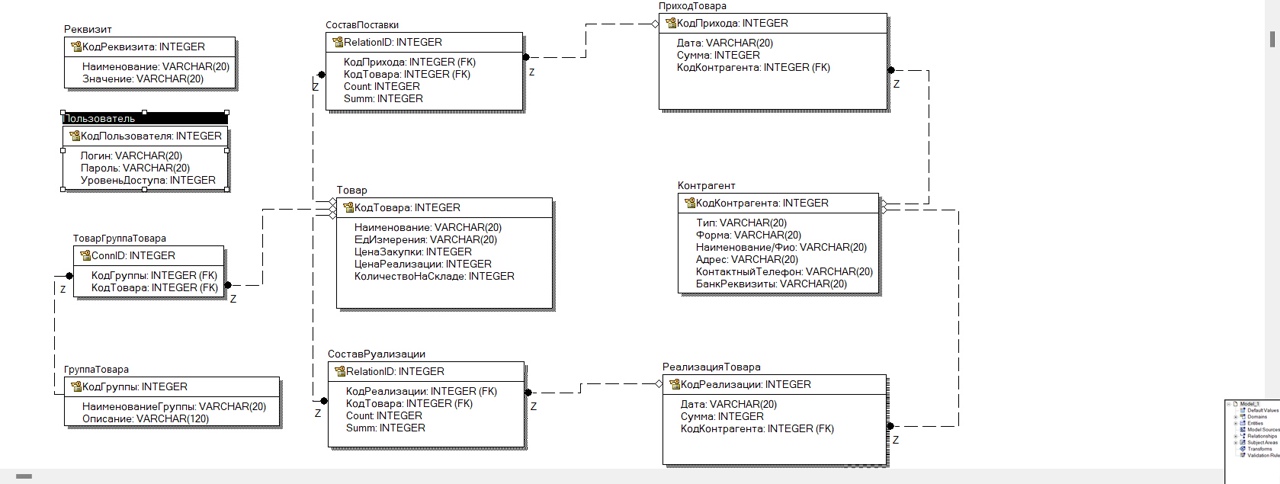 Реквизит
КодРеквизита: INTEGER
Наименование: VARCHAR(20)
Значение: VARCHAR(20)
Пользователь
КодПользователя: INTEGER
Логин: VARCHAR(20)
Пароль: VARCHAR(20)
УровеньДоступа: INTEGER
ТоварГруппаТовара
ConnID: INTEGER
КодГруппы: INTEGER (FK)
КодТовара: INTEGER (FK)
Z
Z
ГруппаТовара
КодГруппы: INTEGER
НаименованиеГруппы: VARCHAR(20)
Описание: VARCHAR(120)
СоставПоставки
RelationID: INTEGER
КодПрихода: INTEGER (FK)
КодТовара: INTEGER (FK)
Count: INTEGER
Summ: INTEGER
Z
Z
Товар
КодТовара: INTEGER
Наименование: VARCHAR(20)
ЕдИзмерения: VARCHAR(20)
ЦенаЗакупки: INTEGER
ЦенаРеализации: INTEGER
КоличествоНаСкладе: INTEGER
СоставРуализации
RelationID: INTEGER
КодРеализации: INTEGER (FK)
КодТовара: INTEGER (FK)
Count: INTEGER
Summ: INTEGER
Z
Z
ПриходТовара
КодПрихода: INTEGER
Дата: VARCHAR(20)
Сумма: INTEGER
КодКонтрагента: INTEGER (FK)
Z
Контрагент
КодКонтрагента: INTEGER
Тип: VARCHAR(20)
Форма: VARCHAR(20)
Наименование/Фио: VARCHAR(20)
Адрес: VARCHAR(20)
КонтактныйТелефон: VARCHAR(20)
БанкРеквизиты: VARCHAR(20)
РеализацияТовара
КодРеализации: INTEGER
Дата: VARCHAR(20)
Сумма: INTEGER
КодКонтрагента: INTEGER (FK)
Z
Model_1
Default Values
Domains
Entities
Model Sources
Relationships
Subject Areas
Transforms
Validation Rule